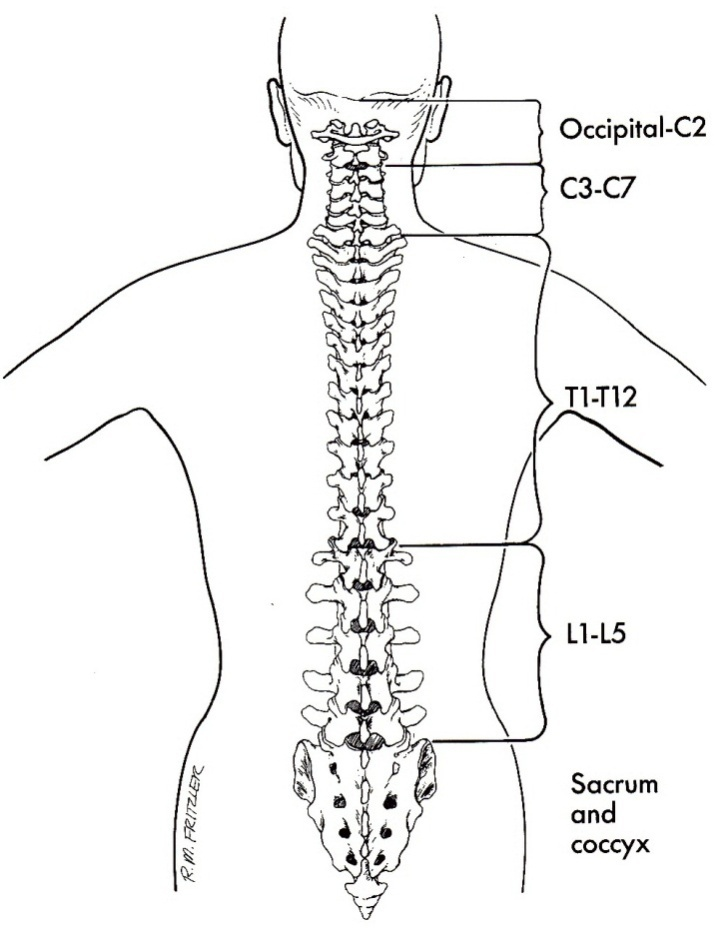 Occipital-C2
C3-C7
T1-T12
L1-L5
Sacrum
and
coccyx
R.M. FRITZLER